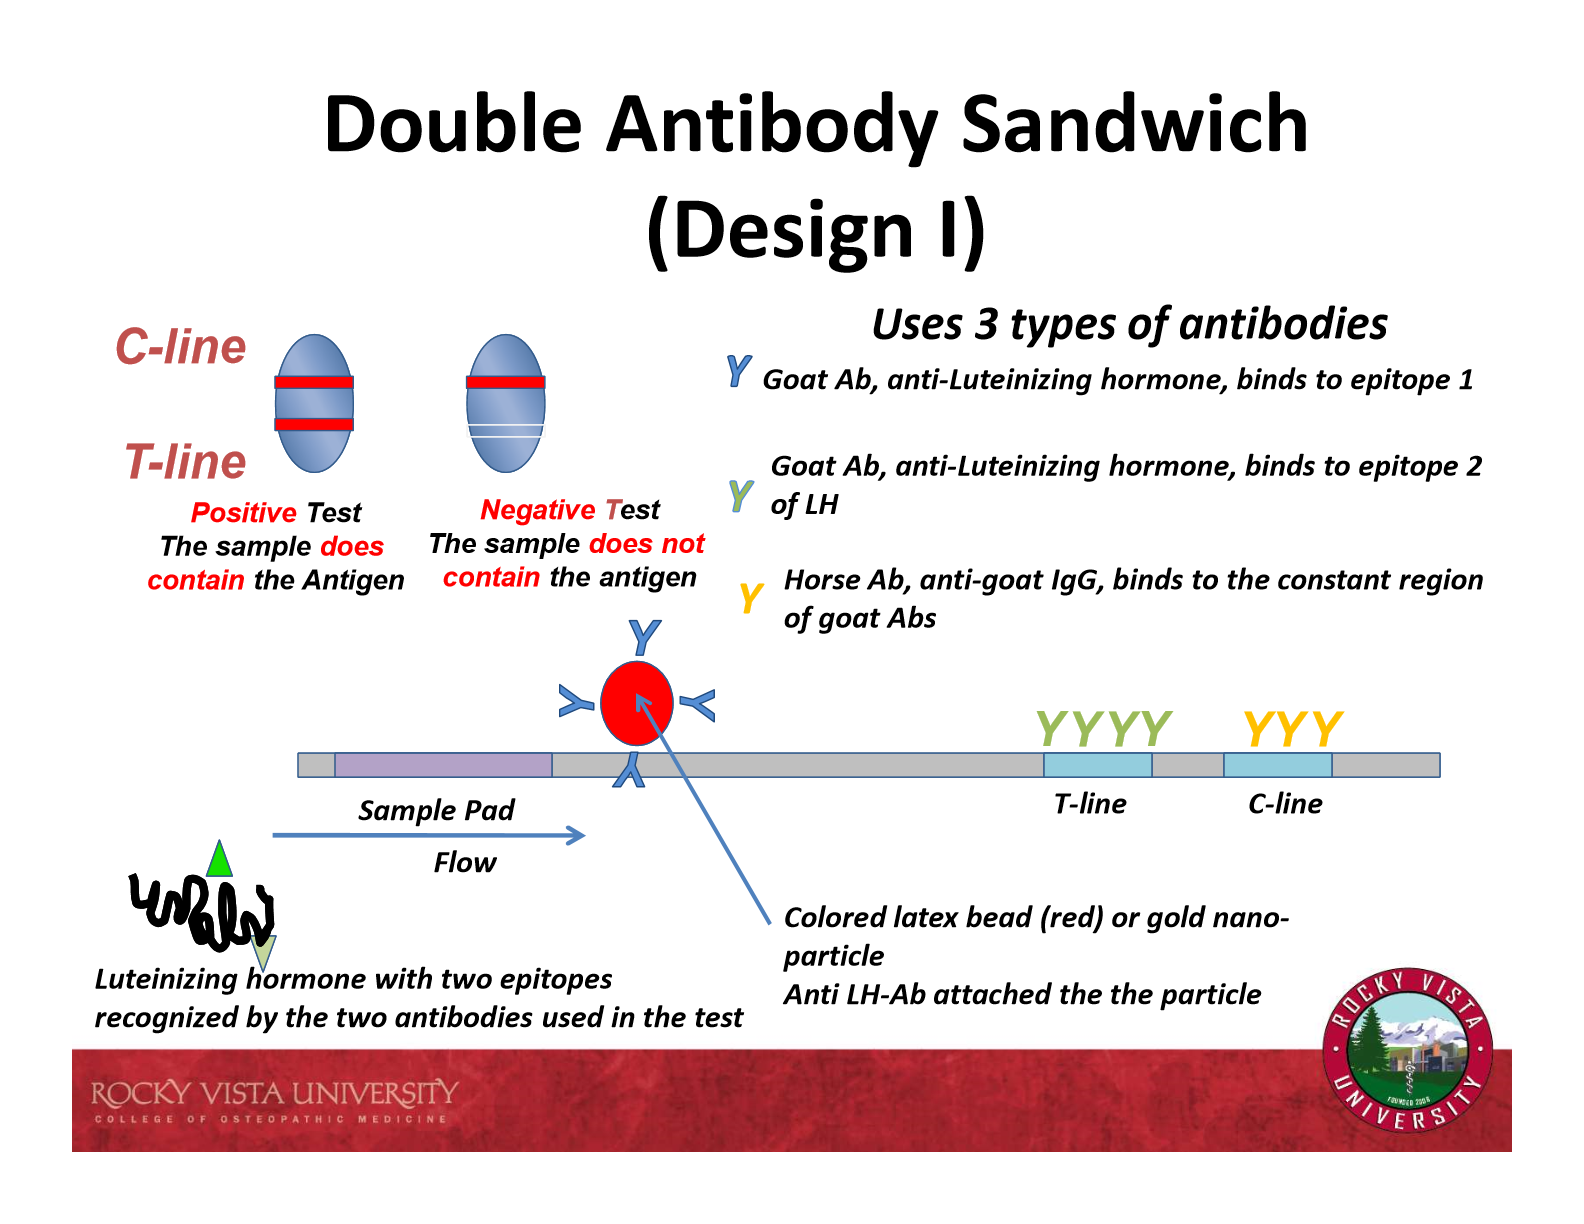 Double Antibody Sandwich
(Design I)
Uses 3 types of antibodies
C-line
T-line
Positive Test
The sample does
contain the Antigen
Negative Test
The sample does not
contain the antigen
Y Goat Ab, anti-Luteinizing hormone, binds to epitope 1
Y Goat Ab, anti-Luteinizing hormone, binds to epitope 2
of LH
Y Horse Ab, anti-goat IgG, binds to the constant region
of goat Abs
Y
Y Y
Y
YYYY YYY
Sample Pad
T-line
C-line
Flow
Colored latex bead (red) or gold nano-
particle
Anti LH-Ab attached the the particle
Luteinizing hormone with two epitopes
recognized by the two antibodies used in the test
ROCKY VISTA UNIVERSITY
COLLEGE OF OSTEOPATHIC MEDICINE
ROCKY VISTA
UNIVERSITY
FOUNDED 2006